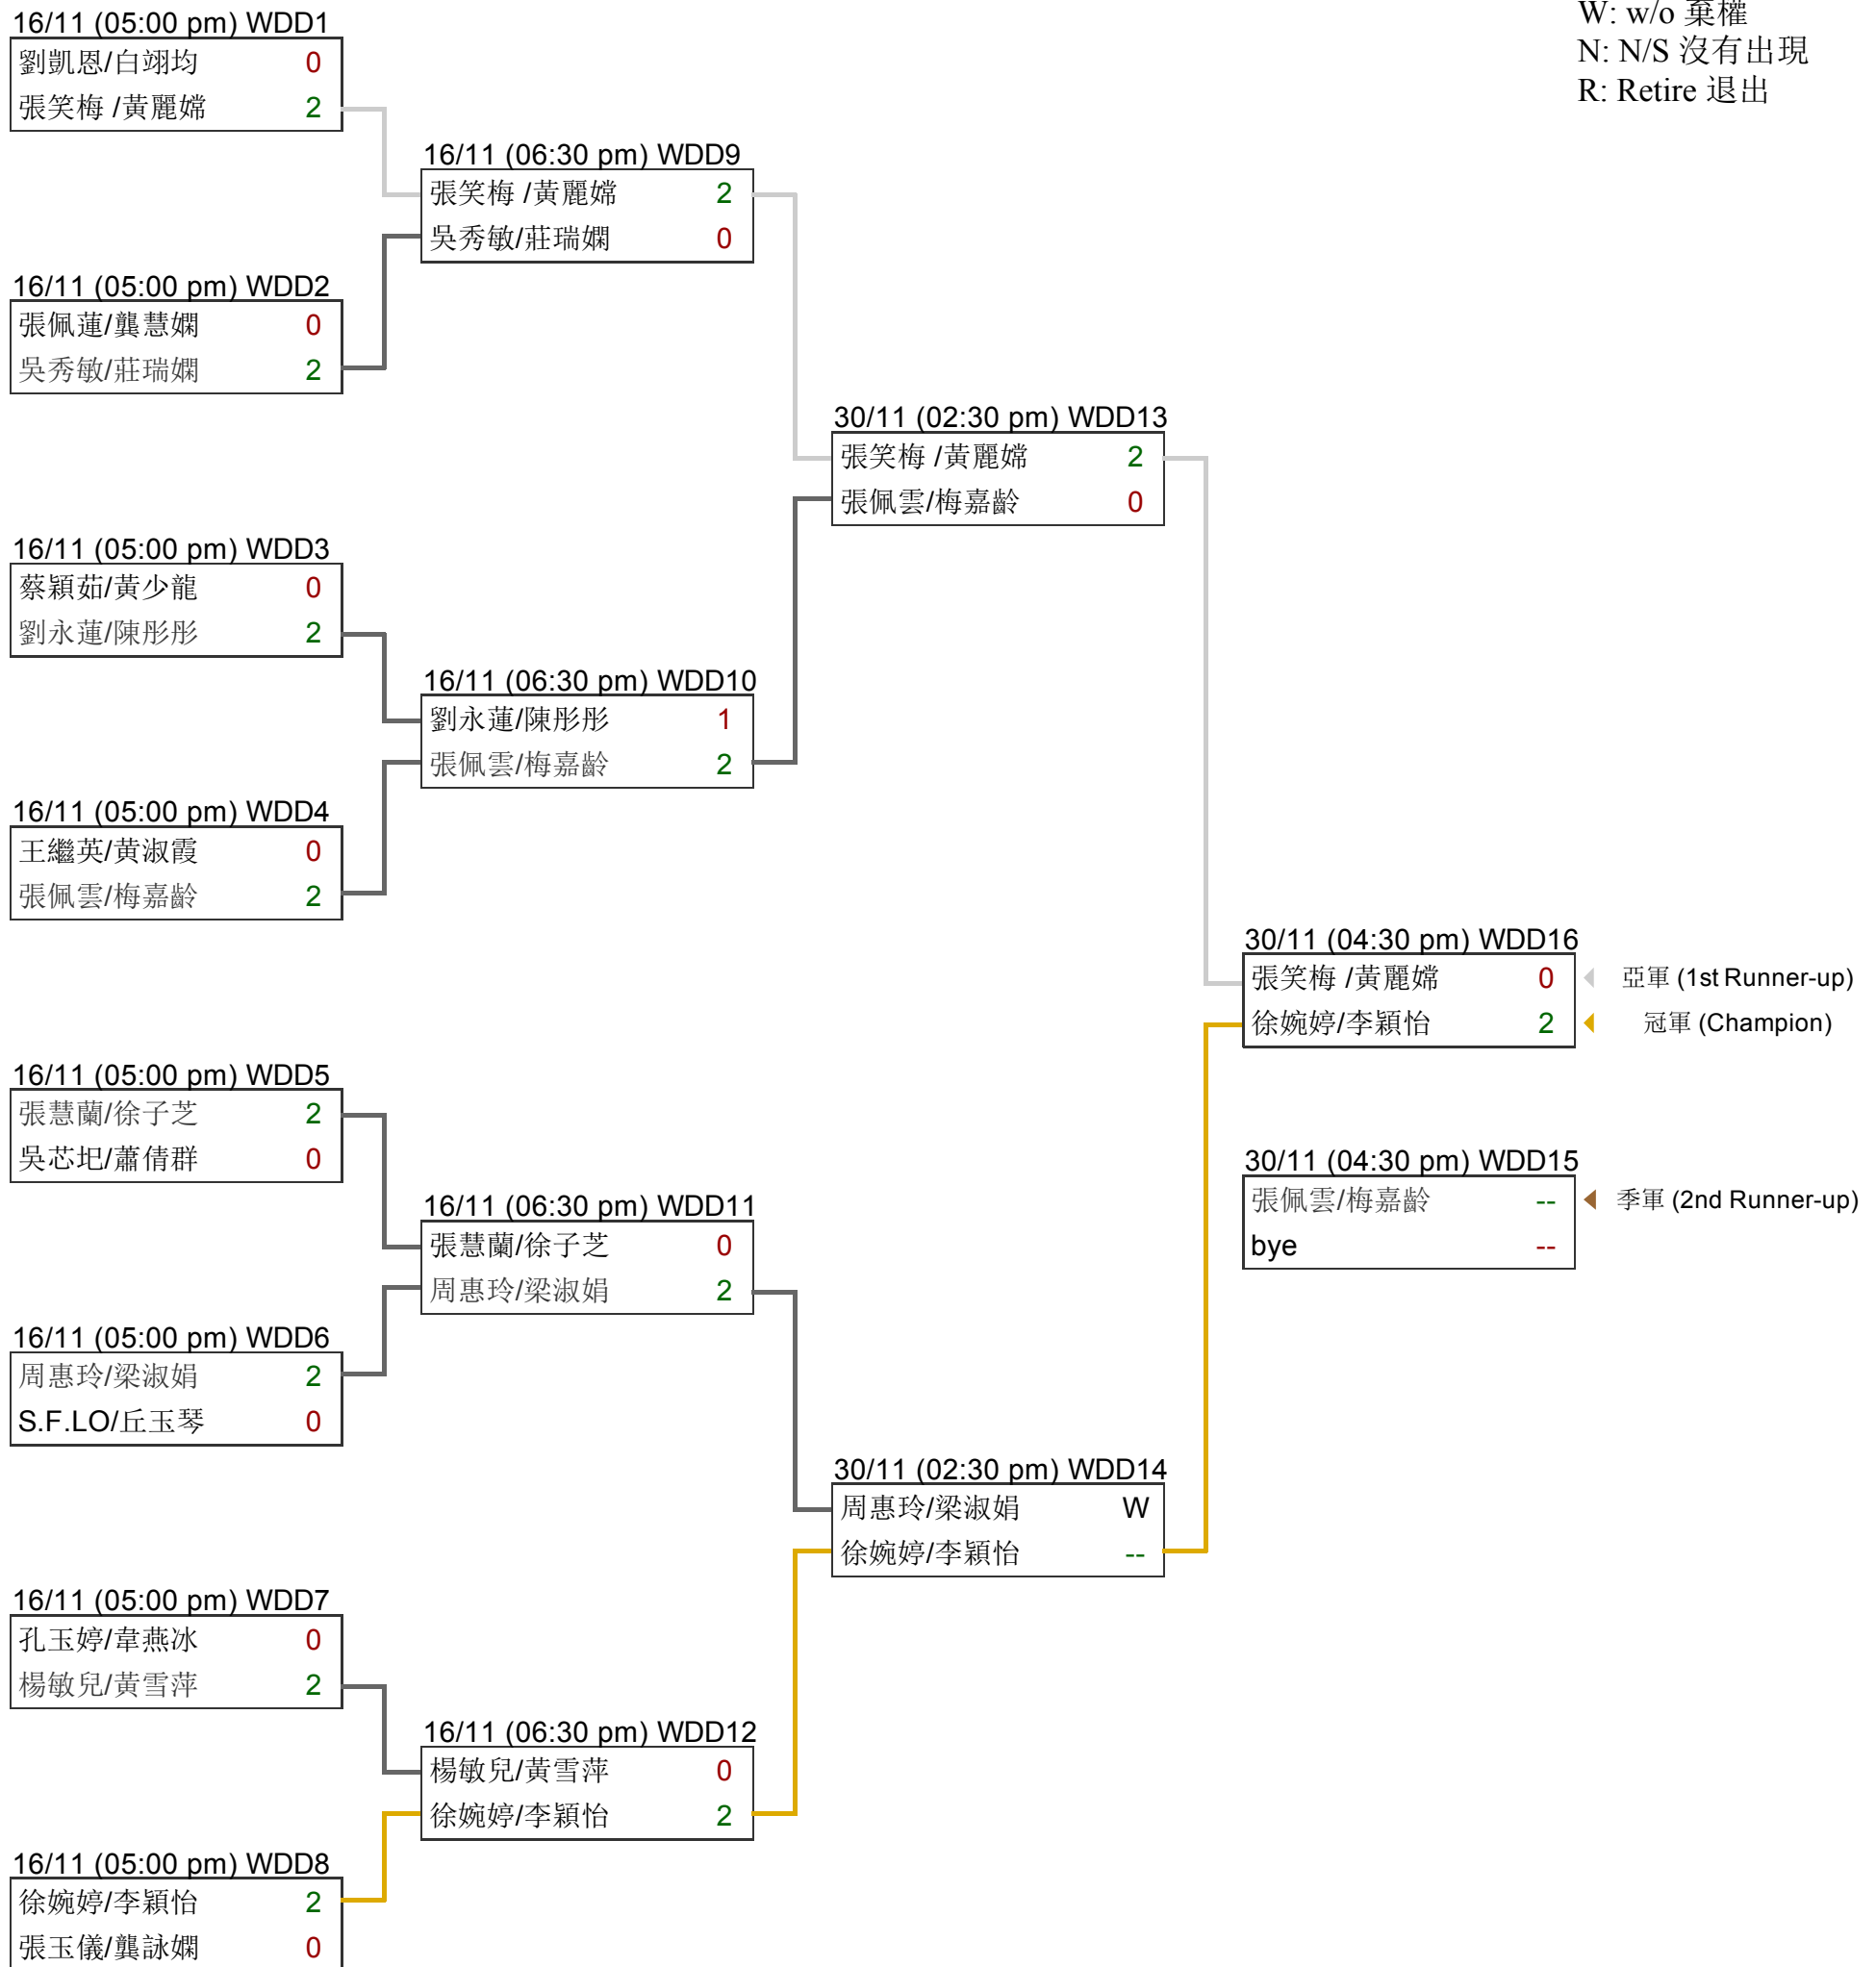 W: w/o 棄權
N: N/S 沒有出現
R: Retire 退出
16/11 (05:00 pm) WDD1
劉凱恩/白翊均 0
張笑梅 /黃麗嫦 2
16/11 (06:30 pm) WDD9
張笑梅 /黃麗嫦 2
吳秀敏/莊瑞嫻 0
16/11 (05:00 pm) WDD2
張佩蓮/龔慧嫻 0
吳秀敏/莊瑞嫻 2
30/11 (02:30 pm) WDD13
張笑梅 /黃麗嫦 2
張佩雲/梅嘉齡 0
16/11 (05:00 pm) WDD3
蔡穎茹/黃少龍 0
劉永蓮/陳彤彤 2
16/11 (06:30 pm) WDD10
劉永蓮/陳彤彤 1
張佩雲/梅嘉齡 2
16/11 (05:00 pm) WDD4
王繼英/黃淑霞 0
張佩雲/梅嘉齡 2
30/11 (04:30 pm) WDD16
張笑梅 /黃麗嫦 0 亞軍 (1st Runner-up)
徐婉婷/李穎怡 2 冠軍 (Champion)
16/11 (05:00 pm) WDD5
張慧蘭/徐子芝 2
吳芯圯/蕭倩群 0
30/11 (04:30 pm) WDD15
張佩雲/梅嘉齡 -- 季軍 (2nd Runner-up)
bye --
16/11 (06:30 pm) WDD11
張慧蘭/徐子芝 0
周惠玲/梁淑娟 2
16/11 (05:00 pm) WDD6
周惠玲/梁淑娟 2
S.F.LO/丘玉琴 0
30/11 (02:30 pm) WDD14
周惠玲/梁淑娟 W
徐婉婷/李穎怡 --
16/11 (05:00 pm) WDD7
孔玉婷/韋燕冰 0
楊敏兒/黃雪萍 2
16/11 (06:30 pm) WDD12
楊敏兒/黃雪萍 0
徐婉婷/李穎怡 2
16/11 (05:00 pm) WDD8
徐婉婷/李穎怡 2
張玉儀/龔詠嫻 0